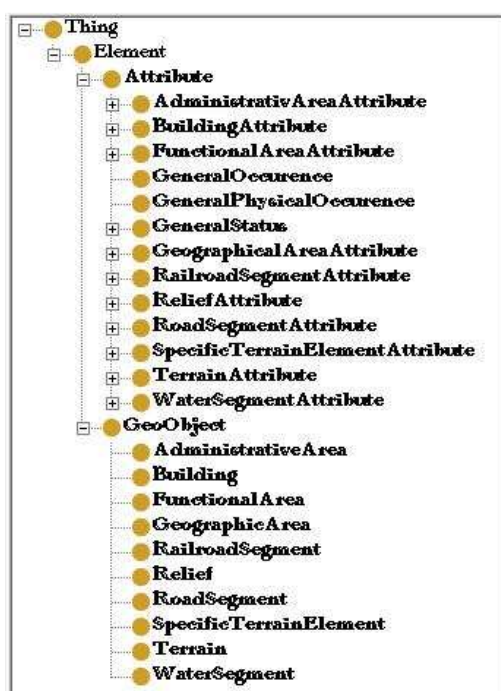 Thing
Element
Attribute
AdministrativAreaAttribute
BuildingAttribute
FunctionalAreaAttribute
GeneralOccurence
GeneralPhysicalOccurence
GeneralStatus
GeographicalAreaAttribute
RailroadSegmentAttribute
ReliefAttribute
RoadSegmentAttribute
SpecificTerrainElementAttribute
TerrainAttribute
WaterSegmentAttribute
GeoObject
AdministrativeArea
Building
FunctionalArea
GeographicArea
RailroadSegment
Relief
RoadSegment
SpecificTerrainElement
Terrain
WaterSegment